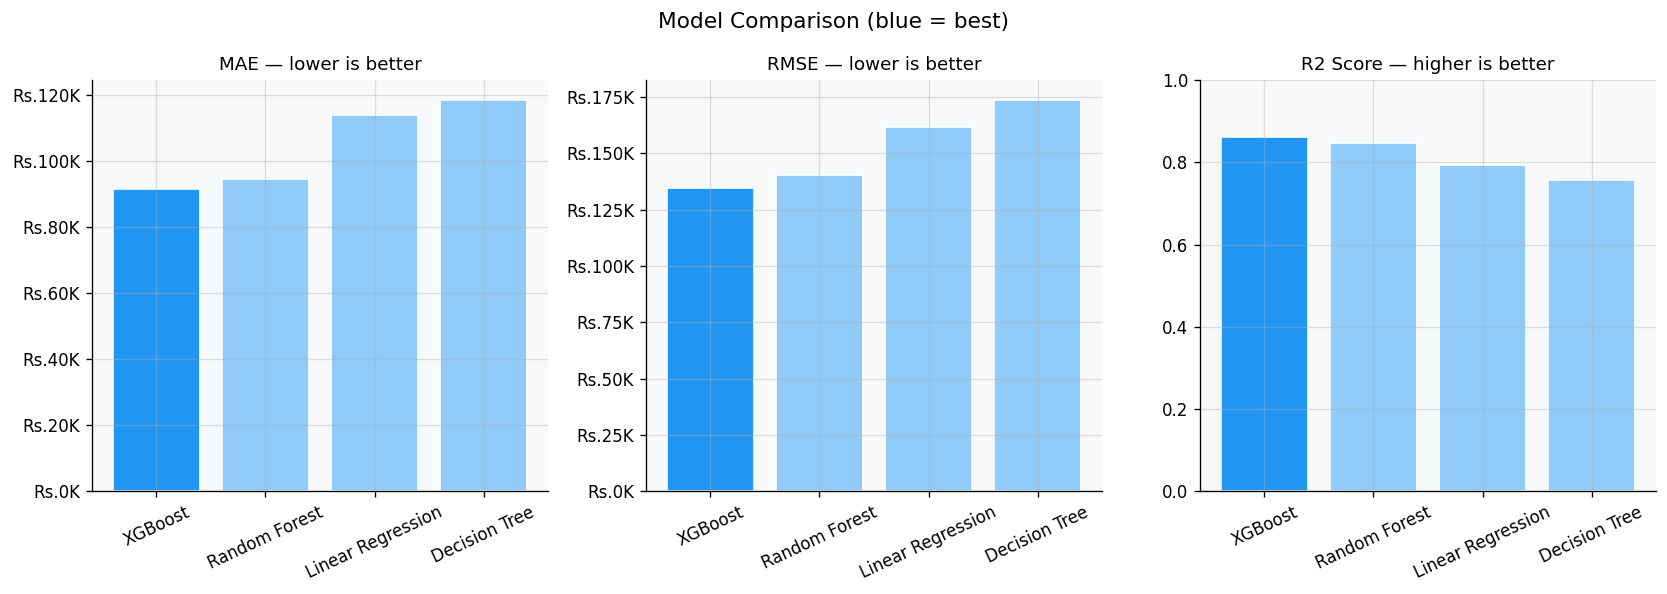 Model Comparison (blue = best)
MAE — lower is better
Rs.120K
Rs.100K
Rs.80K
Rs.60K
Rs.40K
Rs.20K
Rs.0K
XGBoost
Random Forest
Linear Regression
Decision Tree
RMSE — lower is better
Rs.175K
Rs.150K
Rs.125K
Rs.100K
Rs.75K
Rs.50K
Rs.25K
Rs.0K
XGBoost
Random Forest
Linear Regression
Decision Tree
R2 Score — higher is better
1.0
0.8
0.6
0.4
0.2
0.0
XGBoost
Random Forest
Linear Regression
Decision Tree